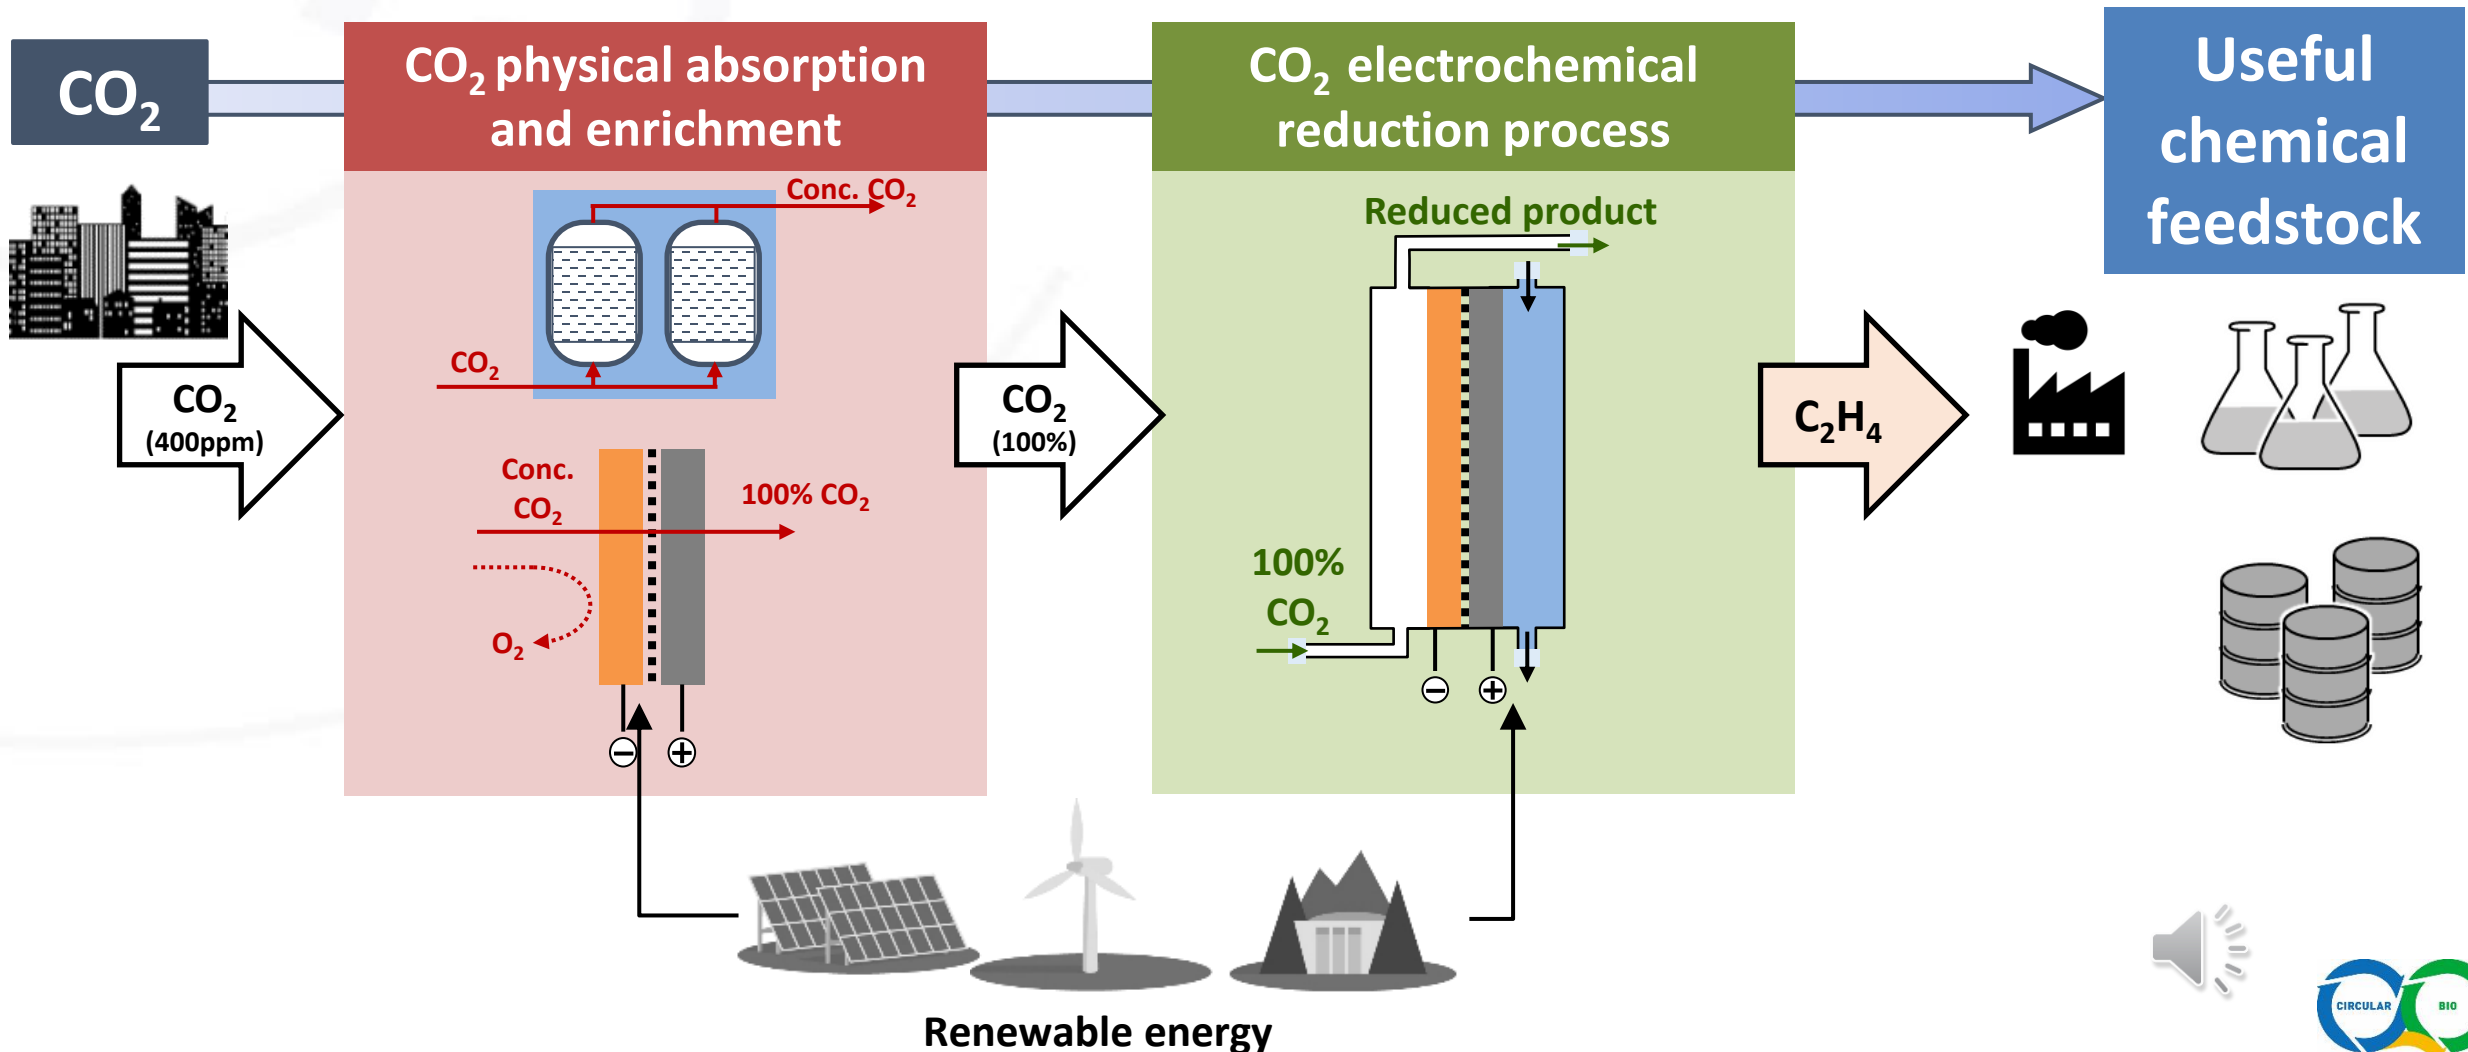 CO₂
CO₂ physical absorption
and enrichment
CO₂ electrochemical
reduction process
Useful
chemical
feedstock
CO₂
(400ppm)
Conc. CO₂
CO₂
Conc.
CO₂
100% CO₂
O₂
−
+
CO₂
(100%)
Reduced product
100%
CO₂
−
+
C₂H₄
Renewable energy
CIRCULAR
BIO